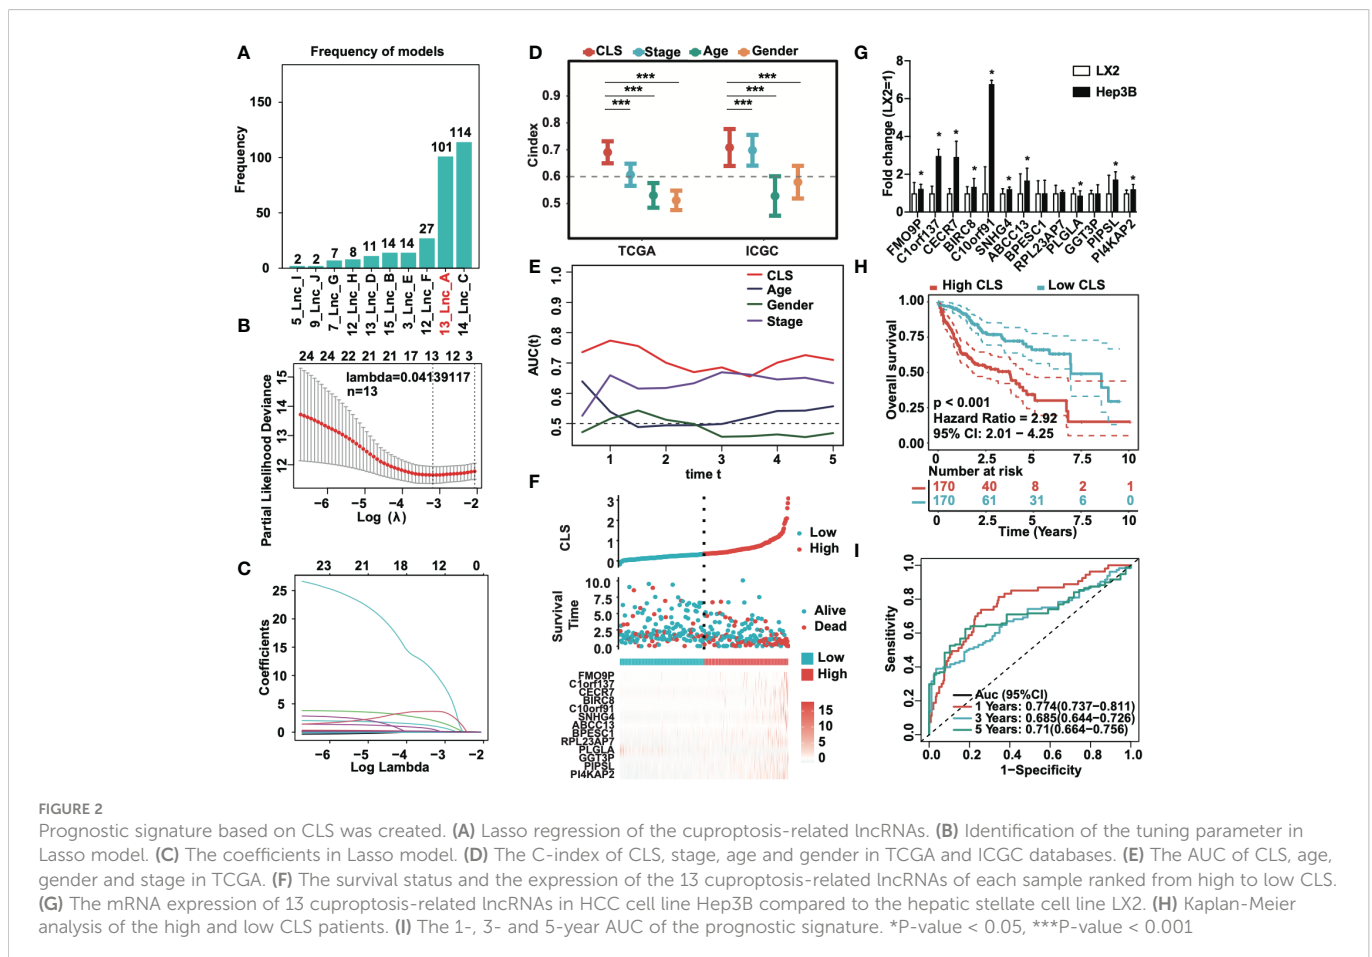 A
Frequency of models
Frequency
150
100
50
0
2
2
7
8
11
14
14
27
101
114
5_Lnc_I
9_Lnc_J
7_Lnc_G
12_Lnc_H
13_Lnc_D
15_Lnc_B
3_Lnc_E
12_Lnc_F
13_Lnc_A
14_Lnc_C
B
24 24 22 21 21 17 13 12 3
lambda=0.04139117
n=13
Partial Likelihood Deviance
15
14
13
12
−6 −5 −4 −3 −2
Log (λ)
C
23 21 18 12 0
Coefficients
25
20
15
10
5
0
−6 −5 −4 −3 −2
Log Lambda
D
CLS Stage Age Gender
Cindex
0.9
0.8
0.7
0.6
0.5
*** *** ***
*** *** ***
TCGA ICGC
E
AUC(t)
1.0
0.9
0.8
0.7
0.6
0.5
CLS
Age
Gender
Stage
1 2 3 4 5
time t
F
CLS
3
2
1
0
Low
High
Survival
Time
10.0
7.5
5.0
2.5
0.0
Alive
Dead
Low
High
FMO9P
C1orf137
CECR7
BIRC8
C10orf91
SNHG4
ABCC13
BPESC1
RPL23AP7
PLGLA
GGT3P
PIPSL
PI4KAP2
15
10
5
0
G
Fold change (LX2=1)
8
6
4
2
0
LX2
Hep3B
* * * * * * * * * *
FMO9P
C1orf137
CECR7
BIRC8
C10orf91
SNHG4
ABCC13
BPESC1
RPL23AP7
PLGLA
GGT3P
PIPSL
PI4KAP2
H
High CLS Low CLS
Overall survival
1.00
0.75
0.50
0.25
0.00
p < 0.001
Hazard Ratio = 2.92
95% CI: 2.01 − 4.25
0 2.5 5 7.5 10
Number at risk
170 40 8 2 1
170 61 31 6 0
0 2.5 5 7.5 10
Time (Years)
I
Sensitivity
1.0
0.8
0.6
0.4
0.2
0.0
Auc (95%CI)
1 Years: 0.774(0.737−0.811)
3 Years: 0.685(0.644−0.726)
5 Years: 0.71(0.664−0.756)
0.0 0.2 0.4 0.6 0.8 1.0
1-Specificity
FIGURE 2
Prognostic signature based on CLS was created. (A) Lasso regression of the cuproptosis-related lncRNAs. (B) Identification of the tuning parameter in
Lasso model. (C) The coefficients in Lasso model. (D) The C-index of CLS, stage, age and gender in TCGA and ICGC databases. (E) The AUC of CLS, age,
gender and stage in TCGA. (F) The survival status and the expression of the 13 cuproptosis-related lncRNAs of each sample ranked from high to low CLS.
(G) The mRNA expression of 13 cuproptosis-related lncRNAs in HCC cell line Hep3B compared to the hepatic stellate cell line LX2. (H) Kaplan-Meier
analysis of the high and low CLS patients. (I) The 1-, 3- and 5-year AUC of the prognostic signature. *P-value < 0.05, ***P-value < 0.001